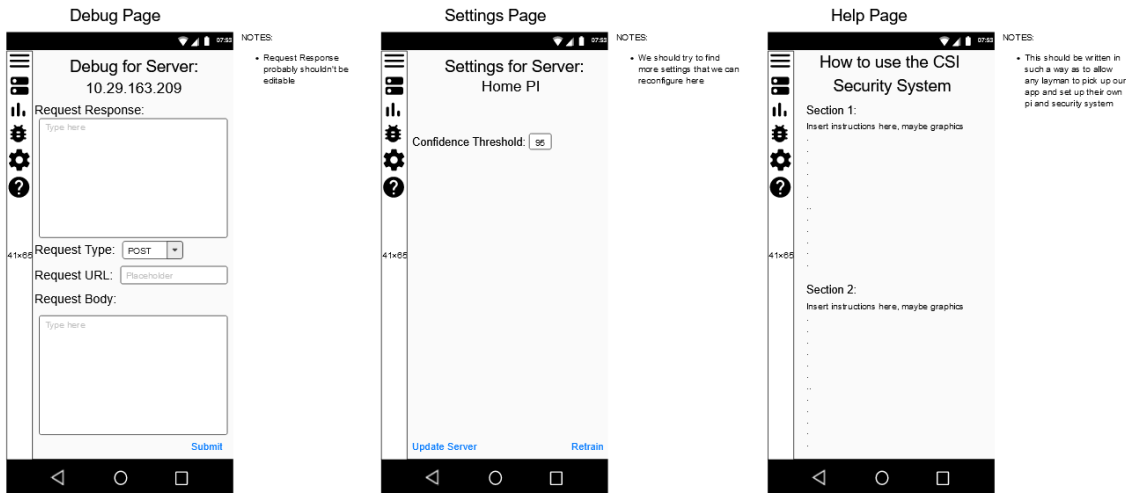 Debug Page
07:53
Debug for Server:
10.29.163.209
Request Response:
Type here
Request Type: POST
41×65
Request URL: Placeholder
Request Body:
Type here
Submit
NOTES:
• Request Response
probably shouldn't be
editable
Settings Page
07:53
Settings for Server:
Home PI
Confidence Threshold: 95
41×65
Update Server Retrain
NOTES:
• We should try to find
more settings that we can
reconfigure here
Help Page
07:53
How to use the CSI
Security System
Section 1:
Insert instructions here, maybe graphics
.
.
.
.
.
..
.
.
.
.
.
41×65
Section 2:
Insert instructions here, maybe graphics
.
.
.
.
.
..
.
.
.
.
.
NOTES:
• This should be written in
such a way as to allow
any layman to pick up our
app and set up their own
pi and security system